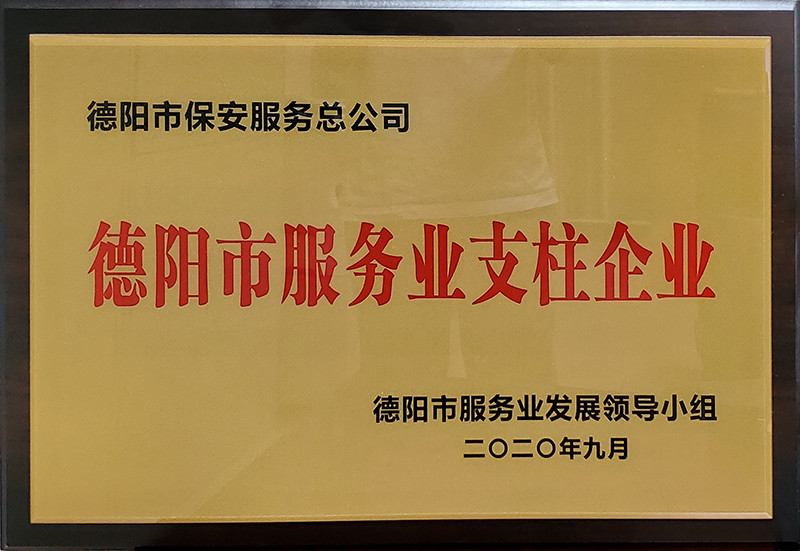 德阳市保安服务总公司
德阳市服务业支柱企业
德阳市服务业发展领导小组
二〇二〇年九月